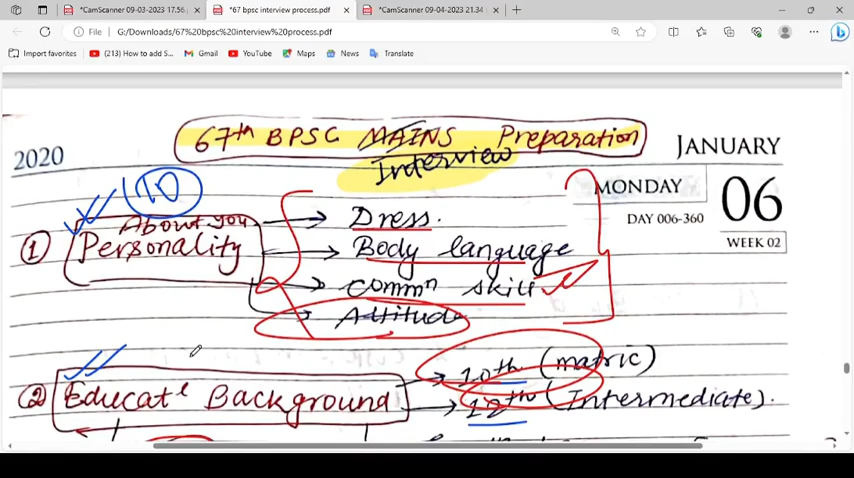 *CamScanner 09-03-2023 17.56.p
*67 bpsc interview process.pdf
*CamScanner 09-04-2023 21.34.p
File
G:/Downloads/67%20bpsc%20interview%20process.pdf
Import favorites
(213) How to add S...
Gmail
YouTube
Maps
News
Translate
67th BPSC MAINS Preparation
Interview
2020
JANUARY
MONDAY
06
DAY 006-360
WEEK 02
110
About you
① Personality
Dress.
Body language
commn skill
Attitude
② Educatl Background
10th (matric)
12th (Intermediate).